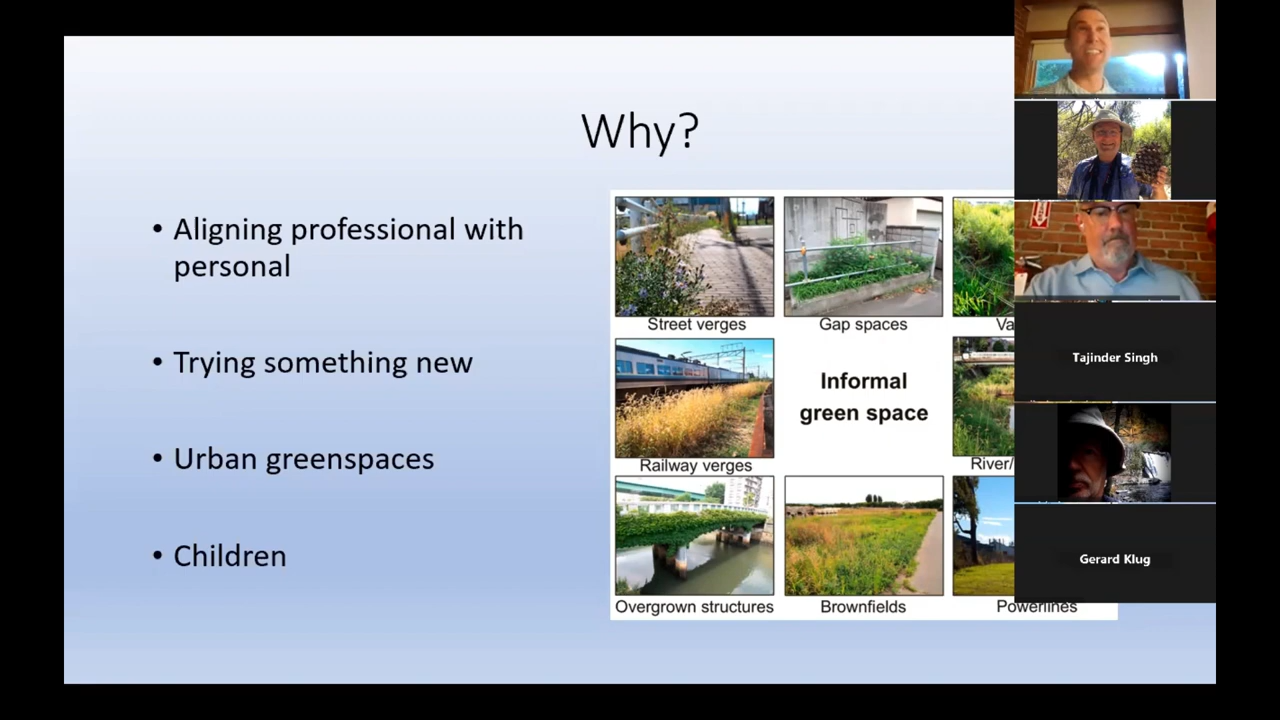 Why?
• Aligning professional with
personal
• Trying something new
• Urban greenspaces
• Children
Street verges
Gap spaces
Va
Informal
green space
Railway verges
River/
Overgrown structures
Brownfields
Powerlines
Tajinder Singh
Gerard Klug